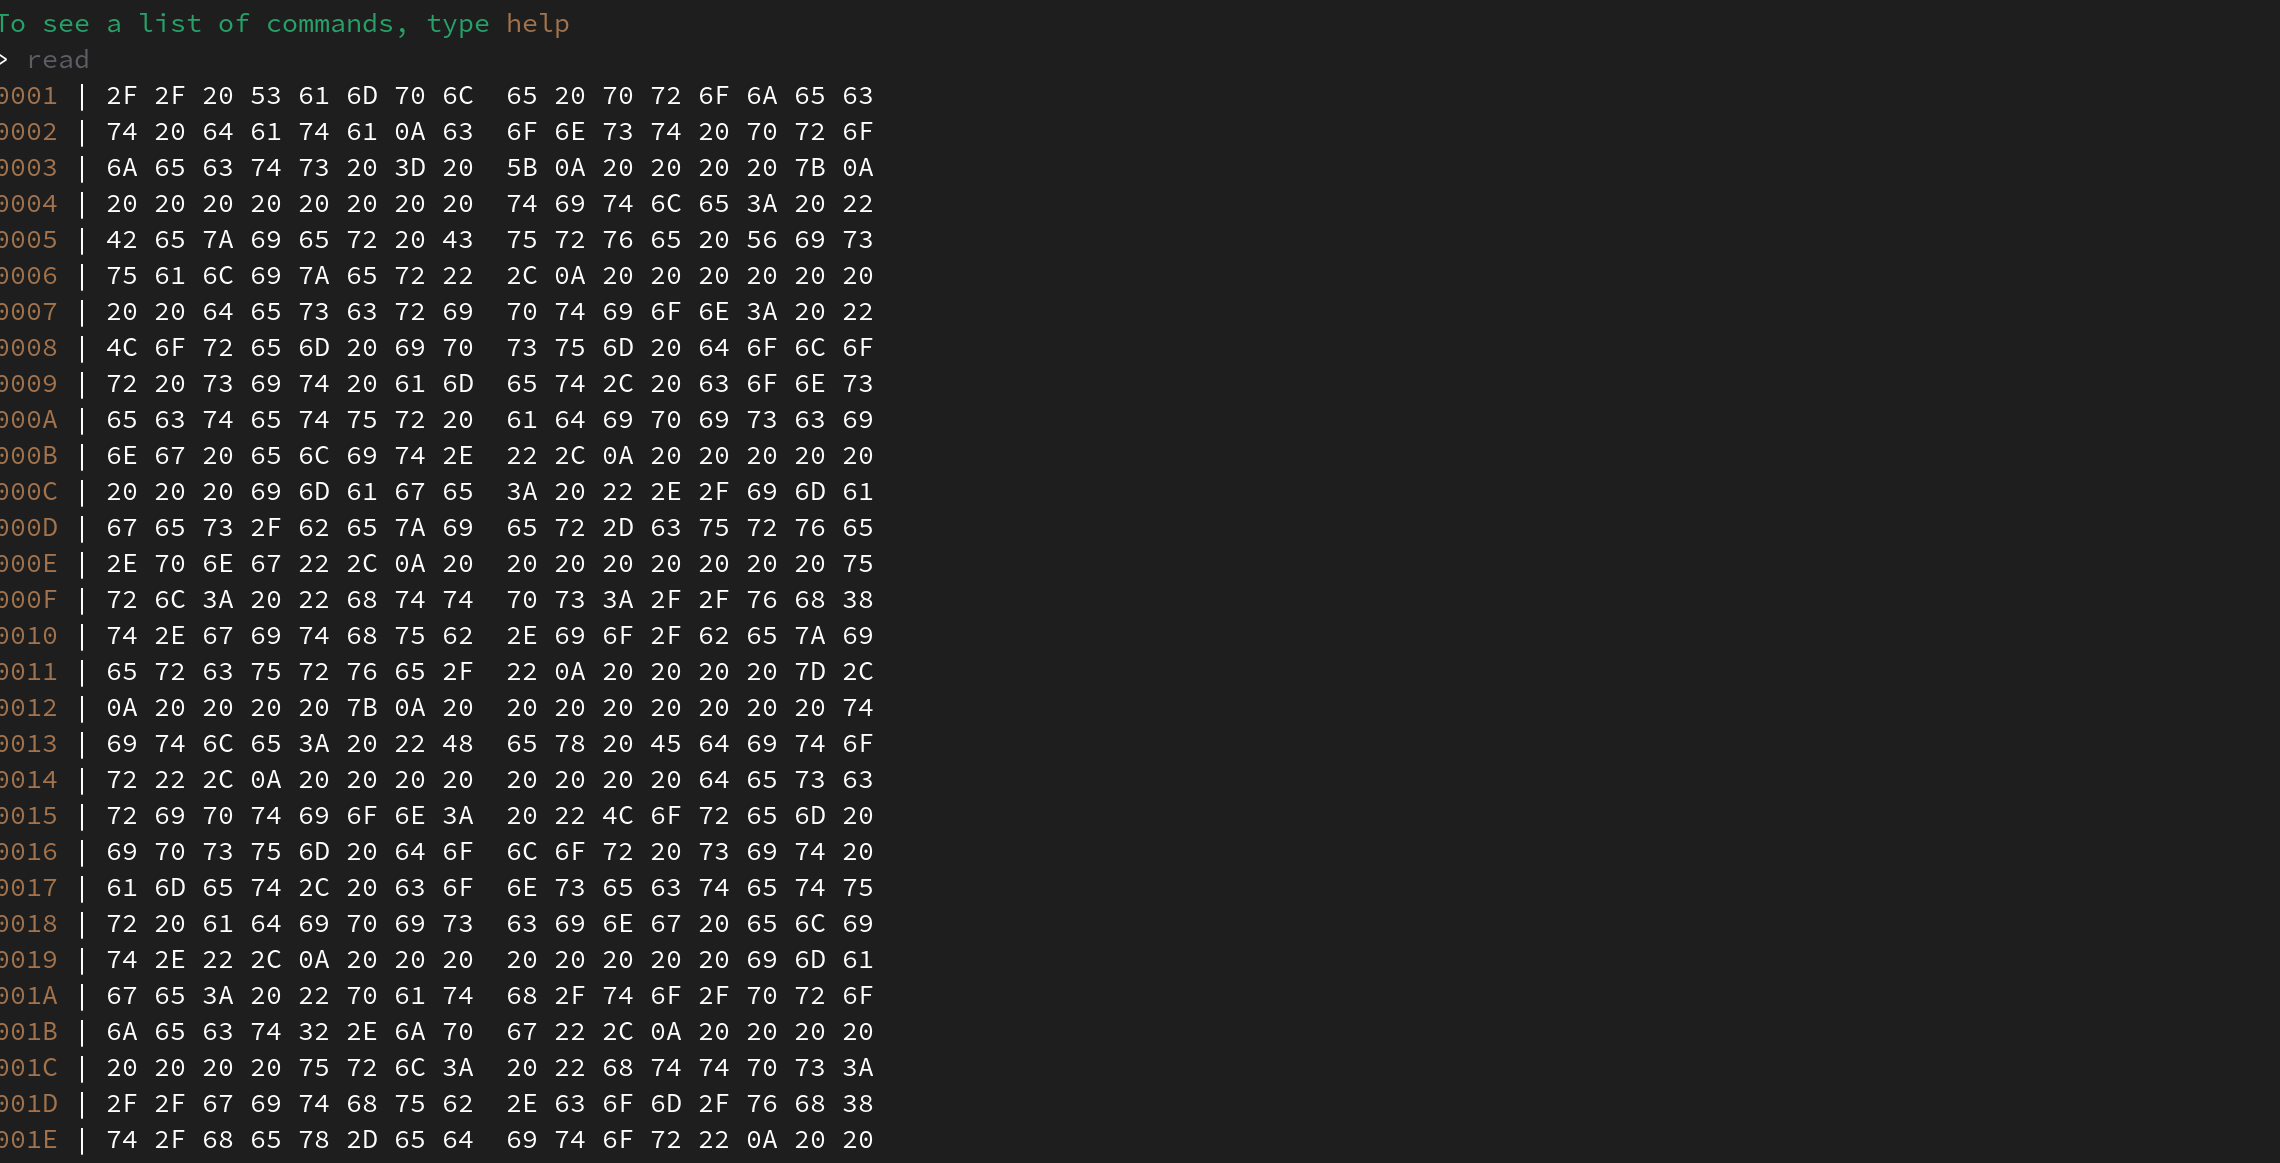 To see a list of commands, type help
> read
0001 | 2F 2F 20 53 61 6D 70 6C  65 20 70 72 6F 6A 65 63
0002 | 74 20 64 61 74 61 0A 63  6F 6E 73 74 20 70 72 6F
0003 | 6A 65 63 74 73 20 3D 20  5B 0A 20 20 20 20 7B 0A
0004 | 20 20 20 20 20 20 20 20  74 69 74 6C 65 3A 20 22
0005 | 42 65 7A 69 65 72 20 43  75 72 76 65 20 56 69 73
0006 | 75 61 6C 69 7A 65 72 22  2C 0A 20 20 20 20 20 20
0007 | 20 20 64 65 73 63 72 69  70 74 69 6F 6E 3A 20 22
0008 | 4C 6F 72 65 6D 20 69 70  73 75 6D 20 64 6F 6C 6F
0009 | 72 20 73 69 74 20 61 6D  65 74 2C 20 63 6F 6E 73
000A | 65 63 74 65 74 75 72 20  61 64 69 70 69 73 63 69
000B | 6E 67 20 65 6C 69 74 2E  22 2C 0A 20 20 20 20 20
000C | 20 20 20 69 6D 61 67 65  3A 20 22 2E 2F 69 6D 61
000D | 67 65 73 2F 62 65 7A 69  65 72 2D 63 75 72 76 65
000E | 2E 70 6E 67 22 2C 0A 20  20 20 20 20 20 20 20 75
000F | 72 6C 3A 20 22 68 74 74  70 73 3A 2F 2F 76 68 38
0010 | 74 2E 67 69 74 68 75 62  2E 69 6F 2F 62 65 7A 69
0011 | 65 72 63 75 72 76 65 2F  22 0A 20 20 20 20 7D 2C
0012 | 0A 20 20 20 20 7B 0A 20  20 20 20 20 20 20 20 74
0013 | 69 74 6C 65 3A 20 22 48  65 78 20 45 64 69 74 6F
0014 | 72 22 2C 0A 20 20 20 20  20 20 20 20 64 65 73 63
0015 | 72 69 70 74 69 6F 6E 3A  20 22 4C 6F 72 65 6D 20
0016 | 69 70 73 75 6D 20 64 6F  6C 6F 72 20 73 69 74 20
0017 | 61 6D 65 74 2C 20 63 6F  6E 73 65 63 74 65 74 75
0018 | 72 20 61 64 69 70 69 73  63 69 6E 67 20 65 6C 69
0019 | 74 2E 22 2C 0A 20 20 20  20 20 20 20 20 69 6D 61
001A | 67 65 3A 20 22 70 61 74  68 2F 74 6F 2F 70 72 6F
001B | 6A 65 63 74 32 2E 6A 70  67 22 2C 0A 20 20 20 20
001C | 20 20 20 20 75 72 6C 3A  20 22 68 74 74 70 73 3A
001D | 2F 2F 67 69 74 68 75 62  2E 63 6F 6D 2F 76 68 38
001E | 74 2F 68 65 78 2D 65 64  69 74 6F 72 22 0A 20 20